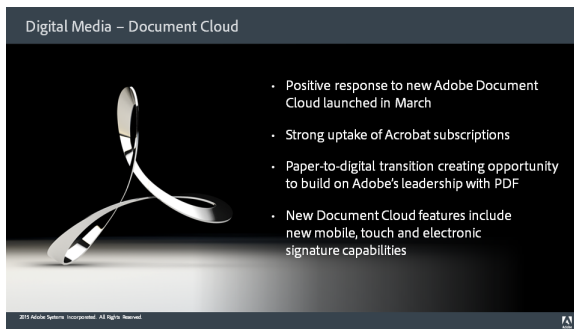 Digital Media – Document Cloud
• Positive response to new Adobe Document
Cloud launched in March
• Strong uptake of Acrobat subscriptions
• Paper-to-digital transition creating opportunity
to build on Adobe's leadership with PDF
• New Document Cloud features include
new mobile, touch and electronic
signature capabilities
2015 Adobe Systems Incorporated. All Rights Reserved.
Adobe